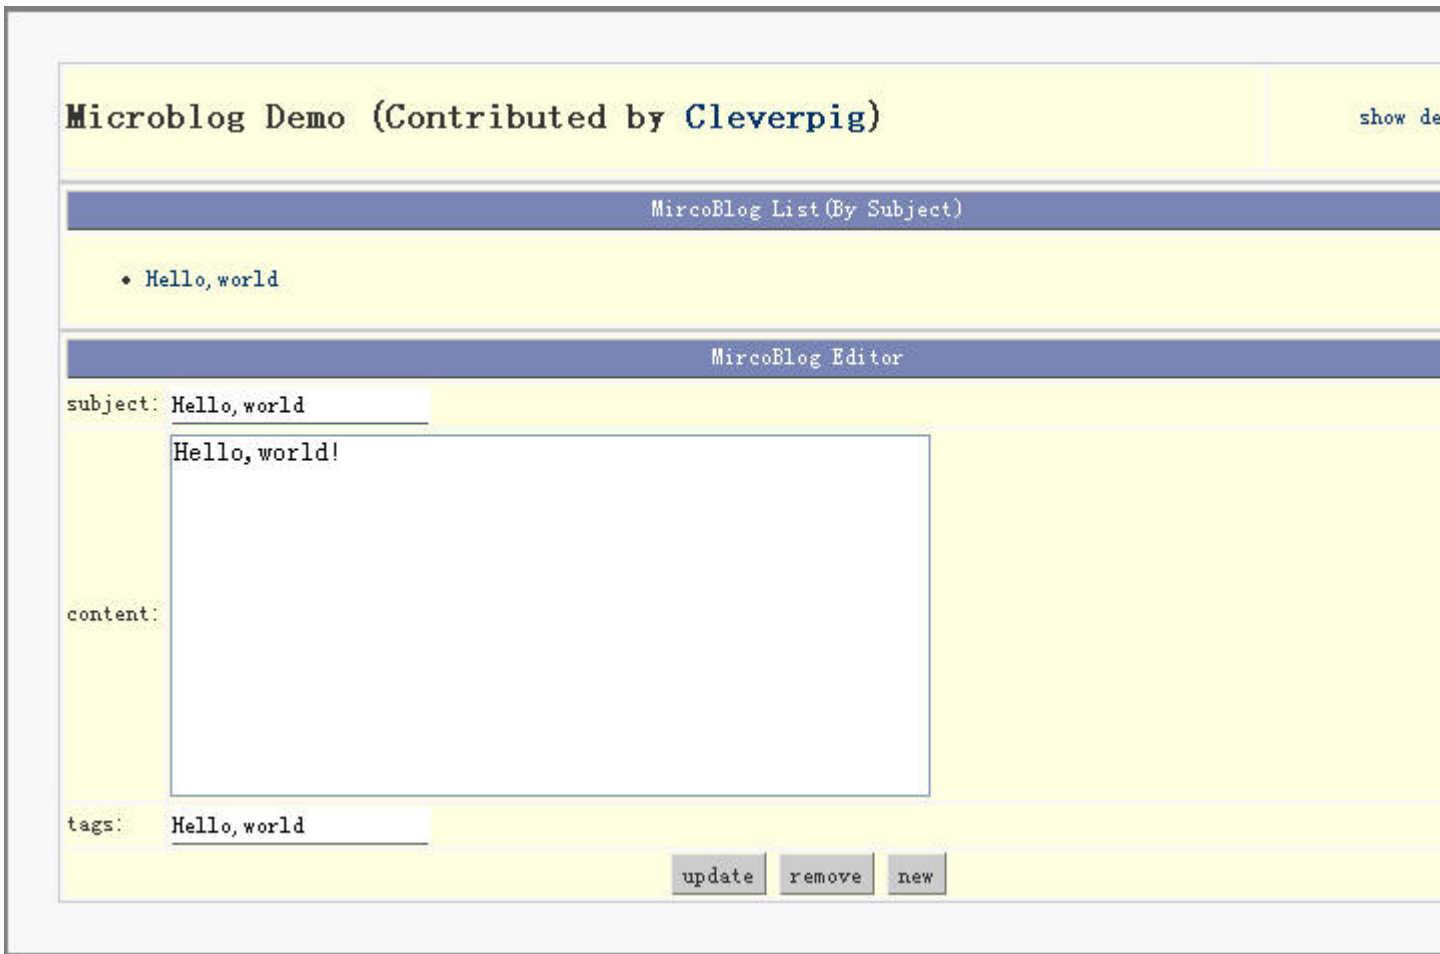 Microblog Demo (Contributed by Cleverpig)
show de
MircoBlog List(By Subject)
• Hello,world
MircoBlog Editor
subject: Hello,world
Hello,world!
content:
tags: Hello,world
update remove new